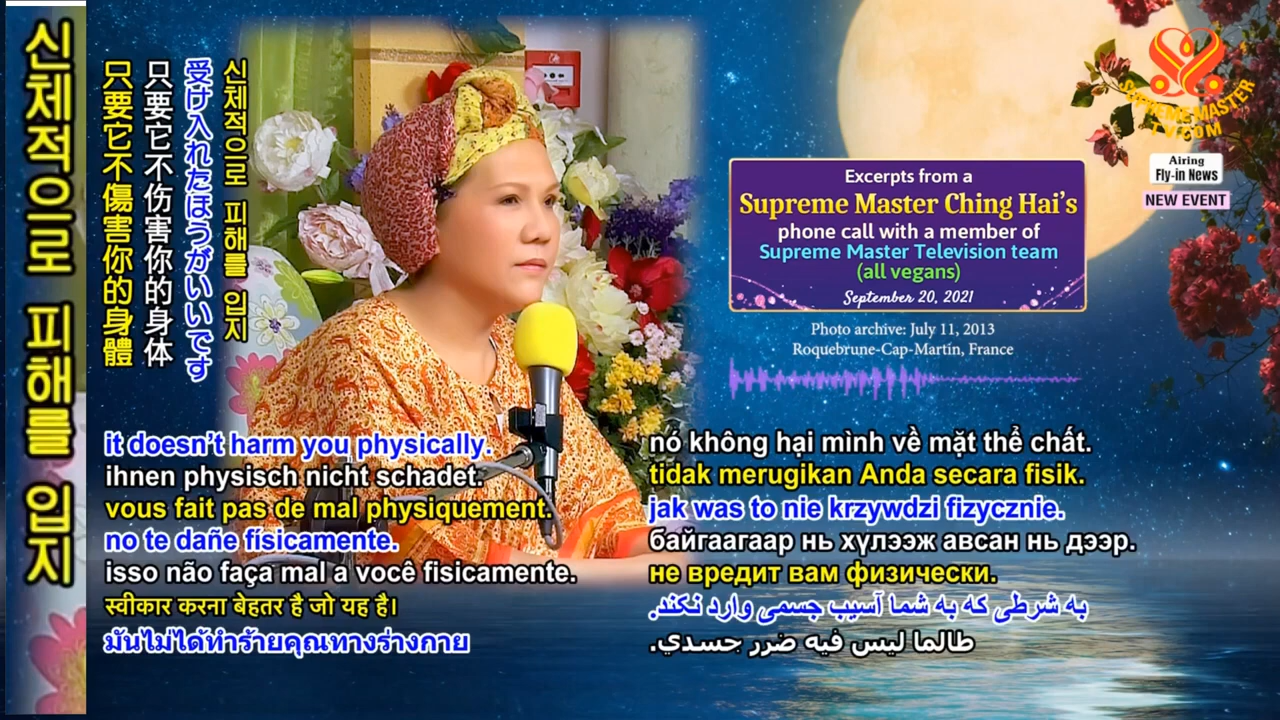 신체적으로 피해를 입지
只要它不傷害你的身體
只要它不伤害你的身体
受け入れたほうがいいです
신체적으로 피해를 입지
SUPREME MASTER
TV.COM
Airing
Fly-in News
NEW EVENT
Excerpts from a
Supreme Master Ching Hai's
phone call with a member of
Supreme Master Television team
(all vegans)
September 20, 2021
Photo archive: July 11, 2013
Roquebrune-Cap-Martin, France
it doesn't harm you physically.
ihnen physisch nicht schadet.
vous fait pas de mal physiquement.
no te dañe físicamente.
isso não faça mal a você fisicamente.
स्वीकार करना बेहतर है जो यह है।
มันไม่ได้ทำร้ายคุณทางร่างกาย
nó không hại mình về mặt thể chất.
tidak merugikan Anda secara fisik.
jak was to nie krzywdzi fizycznie.
байгаагаар нь хүлээж авсан нь дээр.
не вредит вам физически.
به شرطی که به شما آسیب جسمی وارد نکند.
طالما ليس فيه ضرر جسدي.